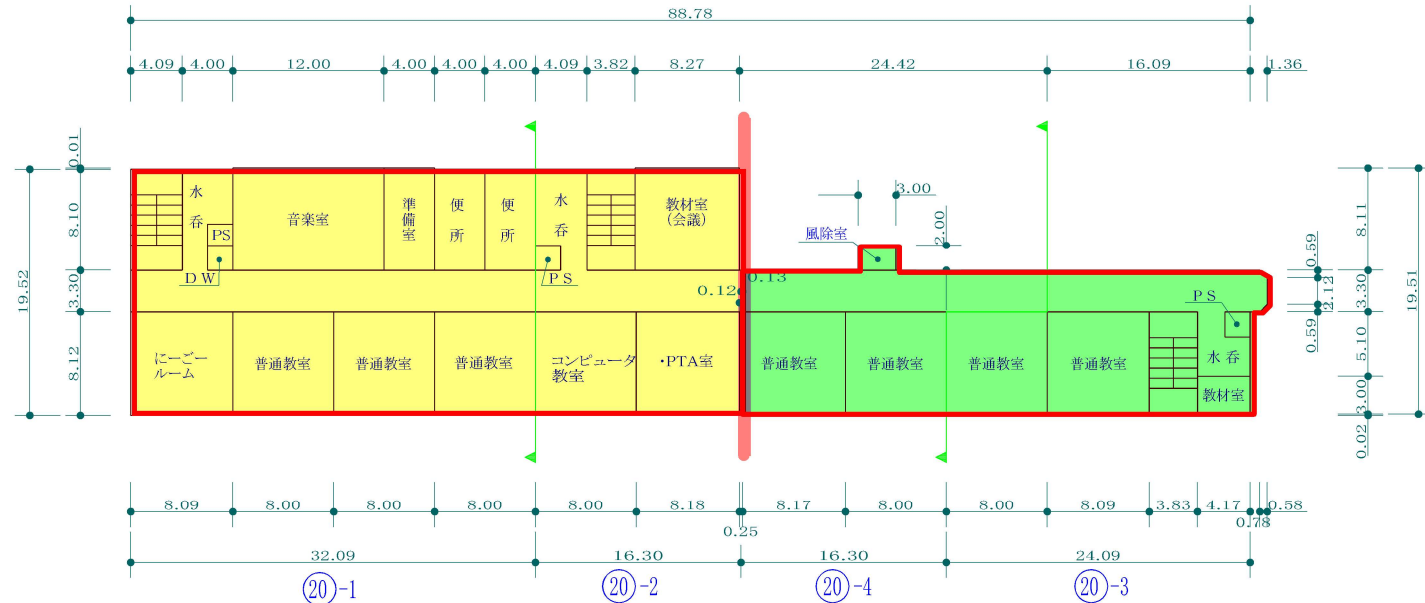 88.78
4.09 4.00 12.00 4.00 4.00 4.00 4.09 3.82 8.27 24.42 16.09 1.36
0.01
8.10
3.30
8.12
19.52
水呑
PS
DW
音楽室
準備室
便所
便所
水呑
PS
教材室
(会議)
風除室
3.00
2.00
0.13
0.12
PS
にーごー
ルーム
普通教室
普通教室
普通教室
コンピュータ
教室
・PTA室
普通教室
普通教室
普通教室
普通教室
水呑
教材室
0.59
2.12
0.59
8.11
3.30
5.10
3.00
0.02
19.51
8.09 8.00 8.00 8.00 8.00 8.18 8.17 8.00 8.00 8.09 3.83 4.17 0.58
0.25 0.78
32.09 16.30 16.30 24.09
⑳-1 ⑳-2 ⑳-4 ⑳-3